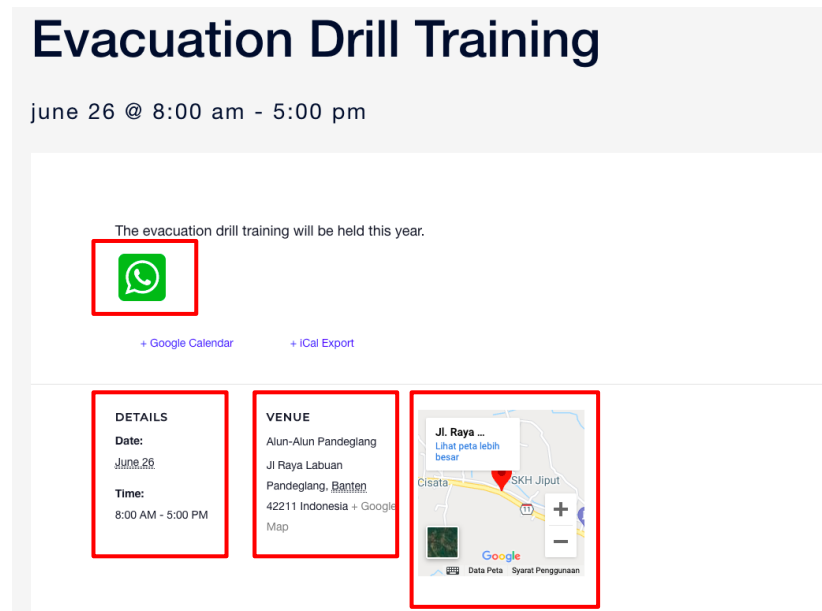 Evacuation Drill Training
june 26 @ 8:00 am - 5:00 pm
The evacuation drill training will be held this year.
+ Google Calendar
+ iCal Export
DETAILS
Date:
June 26
Time:
8:00 AM - 5:00 PM
VENUE
Alun-Alun Pandeglang
Jl Raya Labuan
Pandeglang, Banten
42211 Indonesia + Google
Map
Jl. Raya ...
Lihat peta lebih
besar
Cisata
SKH Jiput
11
Google
Data Peta
Syarat Penggunaan